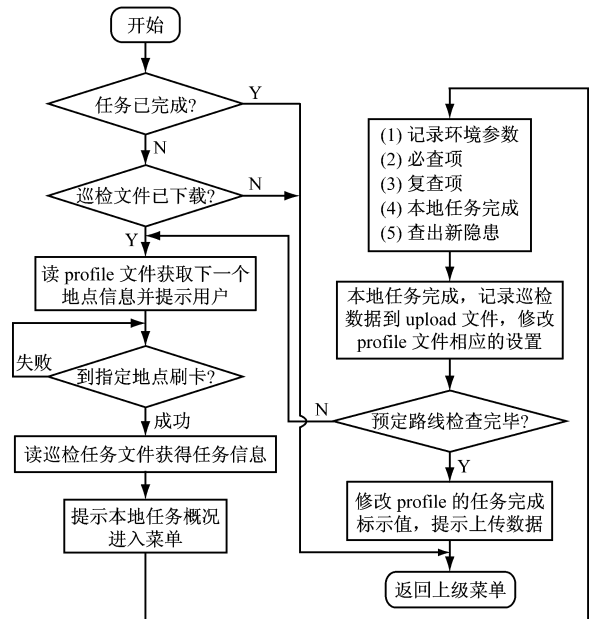 开始
任务已完成?
Y
N
巡检文件已下载?
N
Y
读 profile 文件获取下一个
地点信息并提示用户
失败
到指定地点刷卡?
成功
读巡检任务文件获得任务信息
提示本地任务概况
进入菜单
(1) 记录环境参数
(2) 必查项
(3) 复查项
(4) 本地任务完成
(5) 查出新隐患
本地任务完成，记录巡检
数据到 upload 文件，修改
profile 文件相应的设置
N
预定路线检查完毕?
Y
修改 profile 的任务完成
标示值，提示上传数据
返回上级菜单